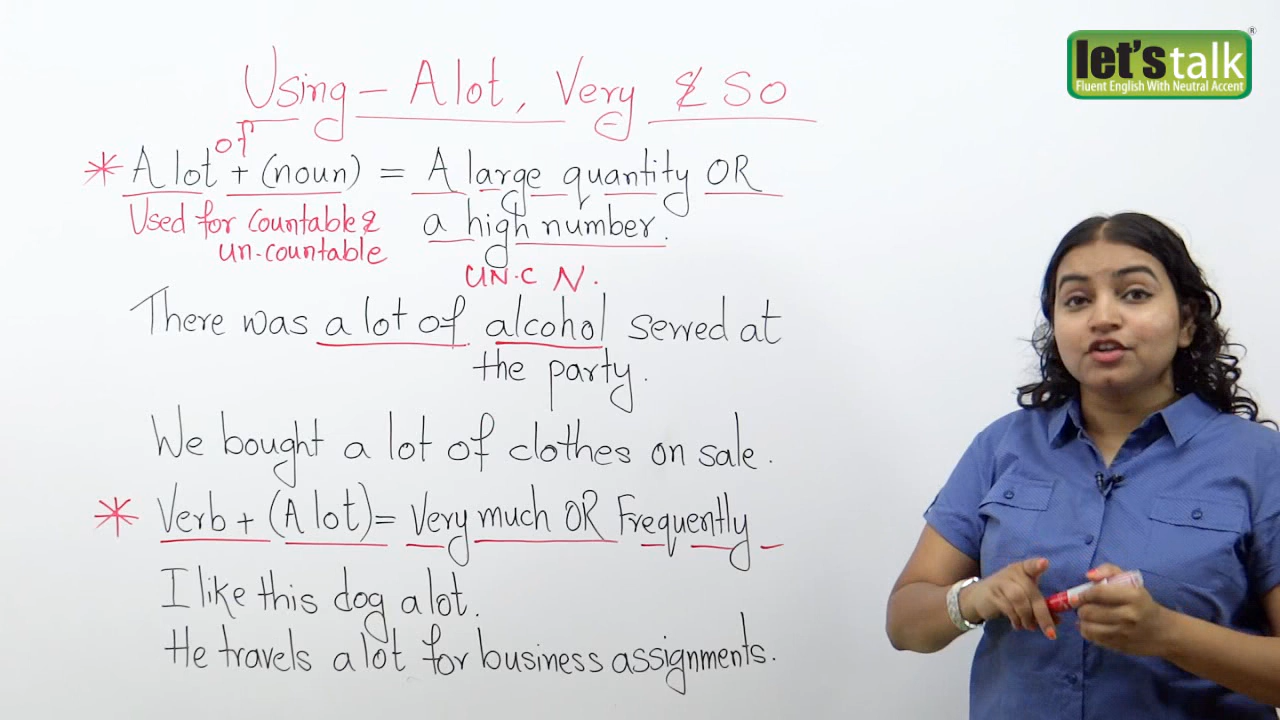 let's talk ®
Fluent English With Neutral Accent
Using – A lot, Very & So
* A lot of + (noun) = A large quantity OR
Used for countable & a high number.
un-countable
UN-C N.
There was a lot of alcohol served at
the party.
We bought a lot of clothes on sale.
* Verb + (A lot) = Very much OR Frequently
I like this dog a lot.
He travels a lot for business assignments.